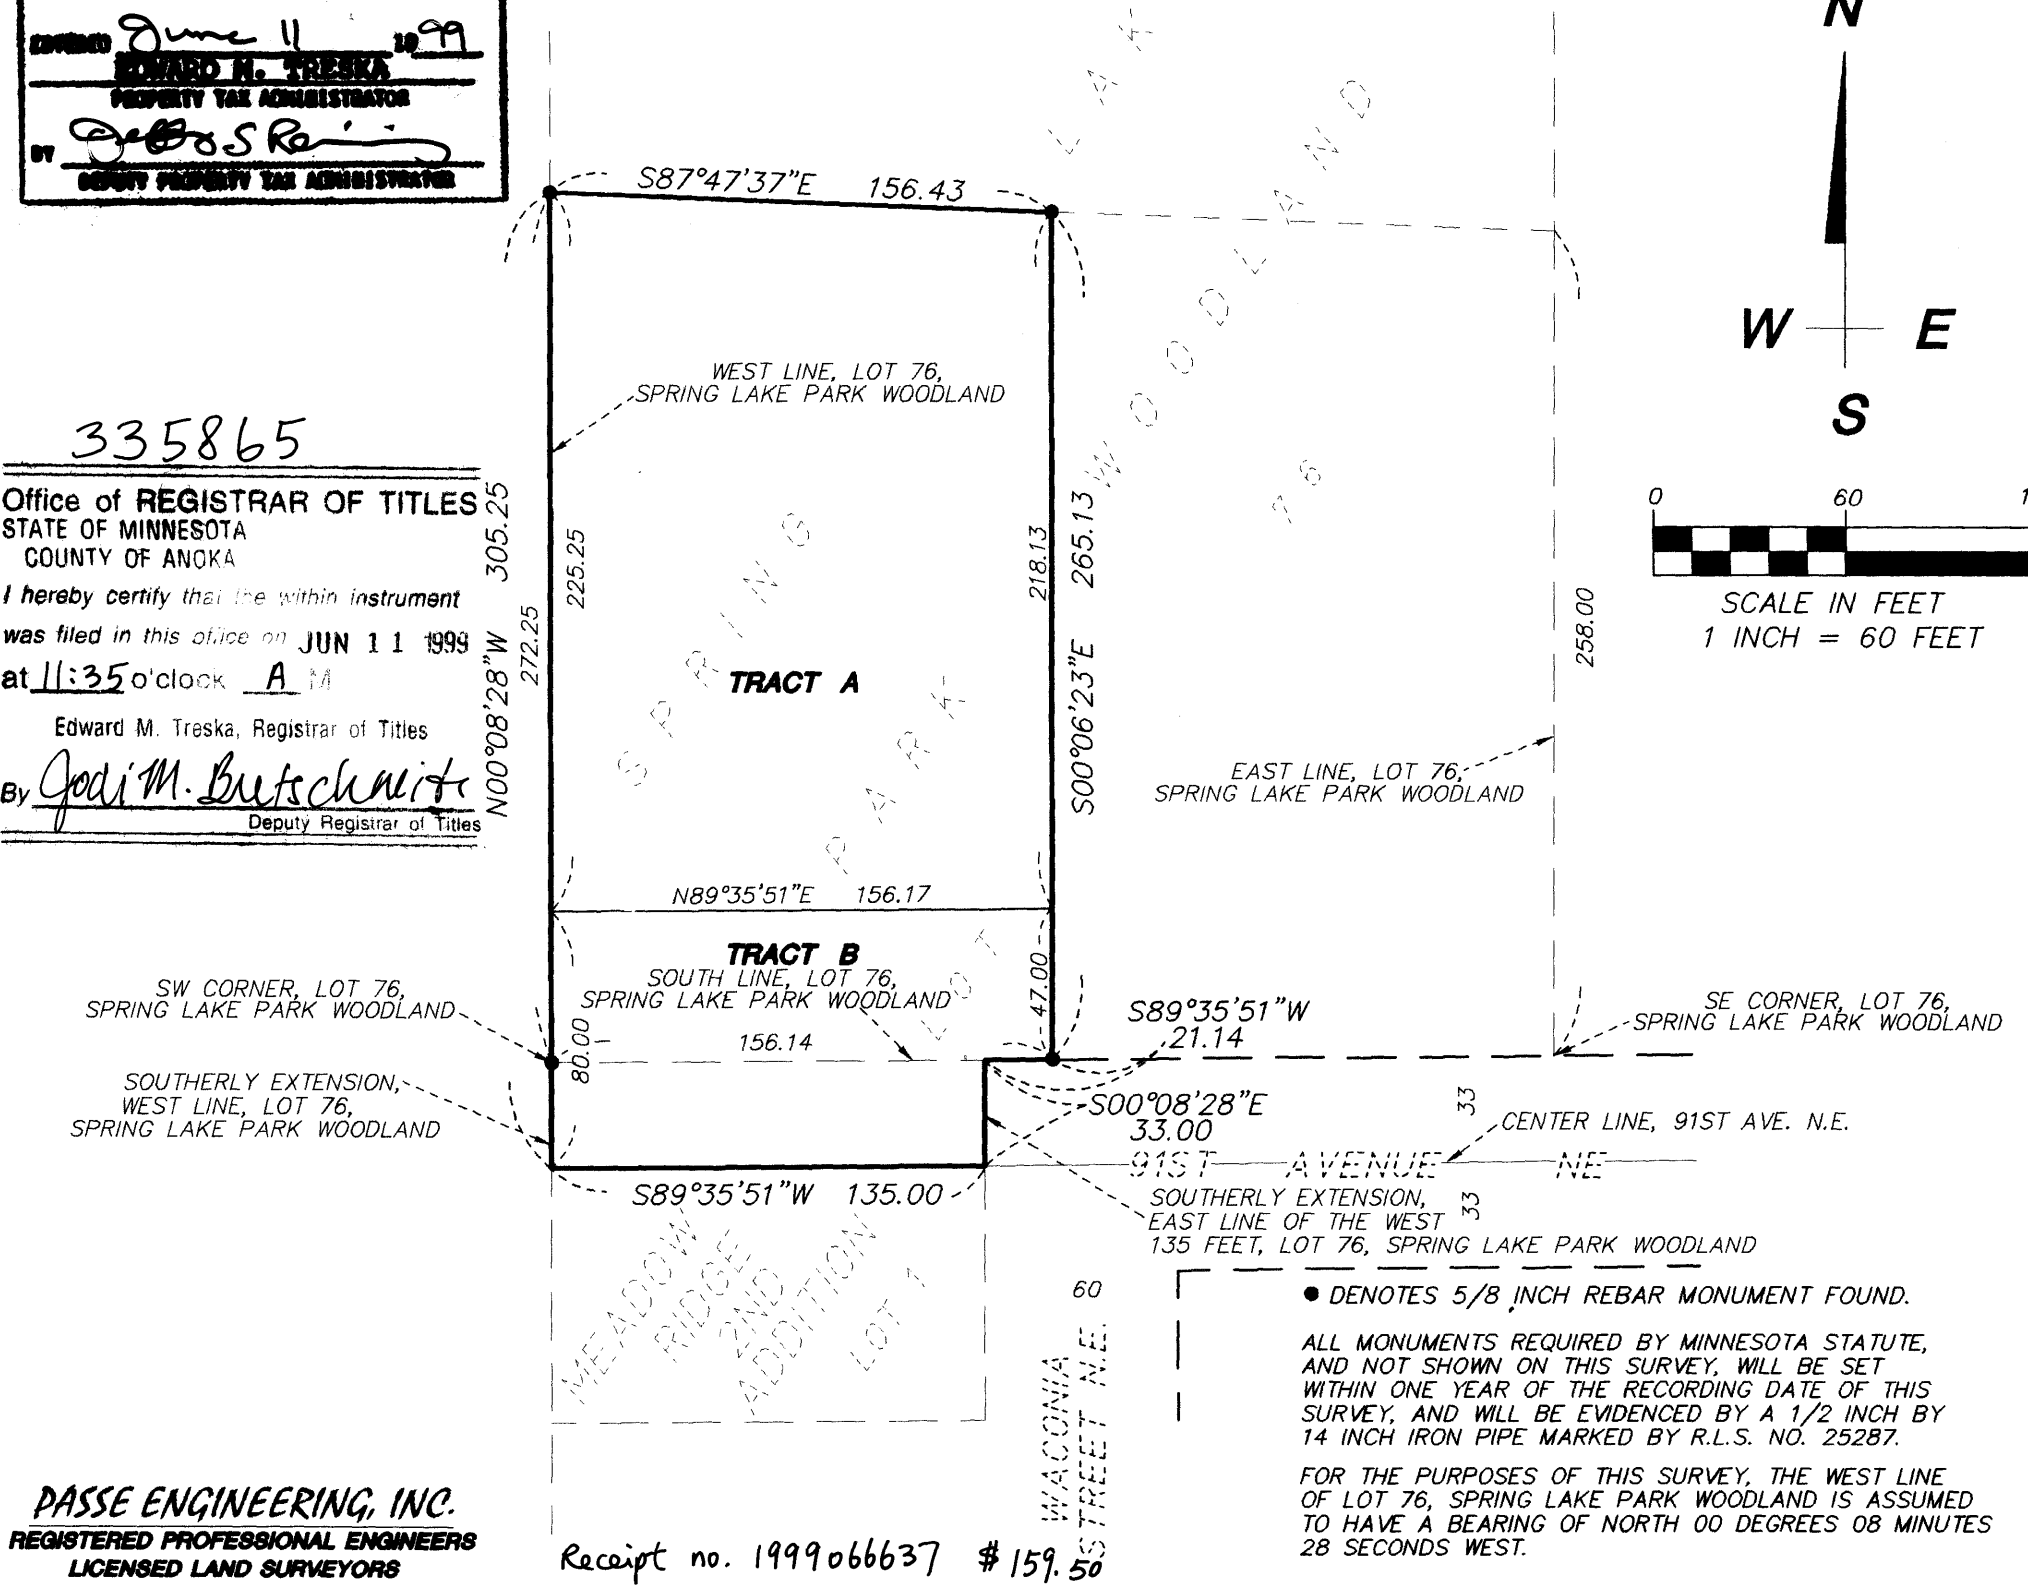 ENTERED June 11 1999
EDWARD M. TRESKA
PROPERTY TAX ADMINISTRATOR
BY
DEPUTY PROPERTY TAX ADMINISTRATOR
335865
Office of REGISTRAR OF TITLES
STATE OF MINNESOTA
COUNTY OF ANOKA
I hereby certify that the within instrument
was filed in this office on JUN 11 1999
at 11:35 o'clock A M
Edward M. Treska, Registrar of Titles
By Jodi M.
Deputy Registrar of Titles
S87°47'37"E 156.43
WEST LINE, LOT 76,
SPRING LAKE PARK WOODLAND
N00°08'28"W 305.25
272.25
225.25
218.13
S00°06'23"E 265.13
TRACT A
SPRING
LAK
PARK
WOODLAND
LOT
76
258.00
EAST LINE, LOT 76,
SPRING LAKE PARK WOODLAND
N89°35'51"E 156.17
TRACT B
SOUTH LINE, LOT 76,
SPRING LAKE PARK WOODLAND
156.14
80.00
47.00
SW CORNER, LOT 76,
SPRING LAKE PARK WOODLAND
SOUTHERLY EXTENSION,
WEST LINE, LOT 76,
SPRING LAKE PARK WOODLAND
S89°35'51"W
21.14
S00°08'28"E
33.00
SE CORNER, LOT 76,
SPRING LAKE PARK WOODLAND
33
CENTER LINE, 91ST AVE. N.E.
91ST AVENUE NE
33
S89°35'51"W 135.00
SOUTHERLY EXTENSION,
EAST LINE OF THE WEST
135 FEET, LOT 76, SPRING LAKE PARK WOODLAND
MEADOW
RIDGE
2ND
ADDITION
LOT 1
60
WACONIA
STREET N.E.
N
W E
S
0 60 1
SCALE IN FEET
1 INCH = 60 FEET
● DENOTES 5/8 INCH REBAR MONUMENT FOUND.
ALL MONUMENTS REQUIRED BY MINNESOTA STATUTE,
AND NOT SHOWN ON THIS SURVEY, WILL BE SET
WITHIN ONE YEAR OF THE RECORDING DATE OF THIS
SURVEY, AND WILL BE EVIDENCED BY A 1/2 INCH BY
14 INCH IRON PIPE MARKED BY R.L.S. NO. 25287.
FOR THE PURPOSES OF THIS SURVEY, THE WEST LINE
OF LOT 76, SPRING LAKE PARK WOODLAND IS ASSUMED
TO HAVE A BEARING OF NORTH 00 DEGREES 08 MINUTES
28 SECONDS WEST.
PASSE ENGINEERING, INC.
REGISTERED PROFESSIONAL ENGINEERS
LICENSED LAND SURVEYORS
Receipt no. 1999066637 $159.50